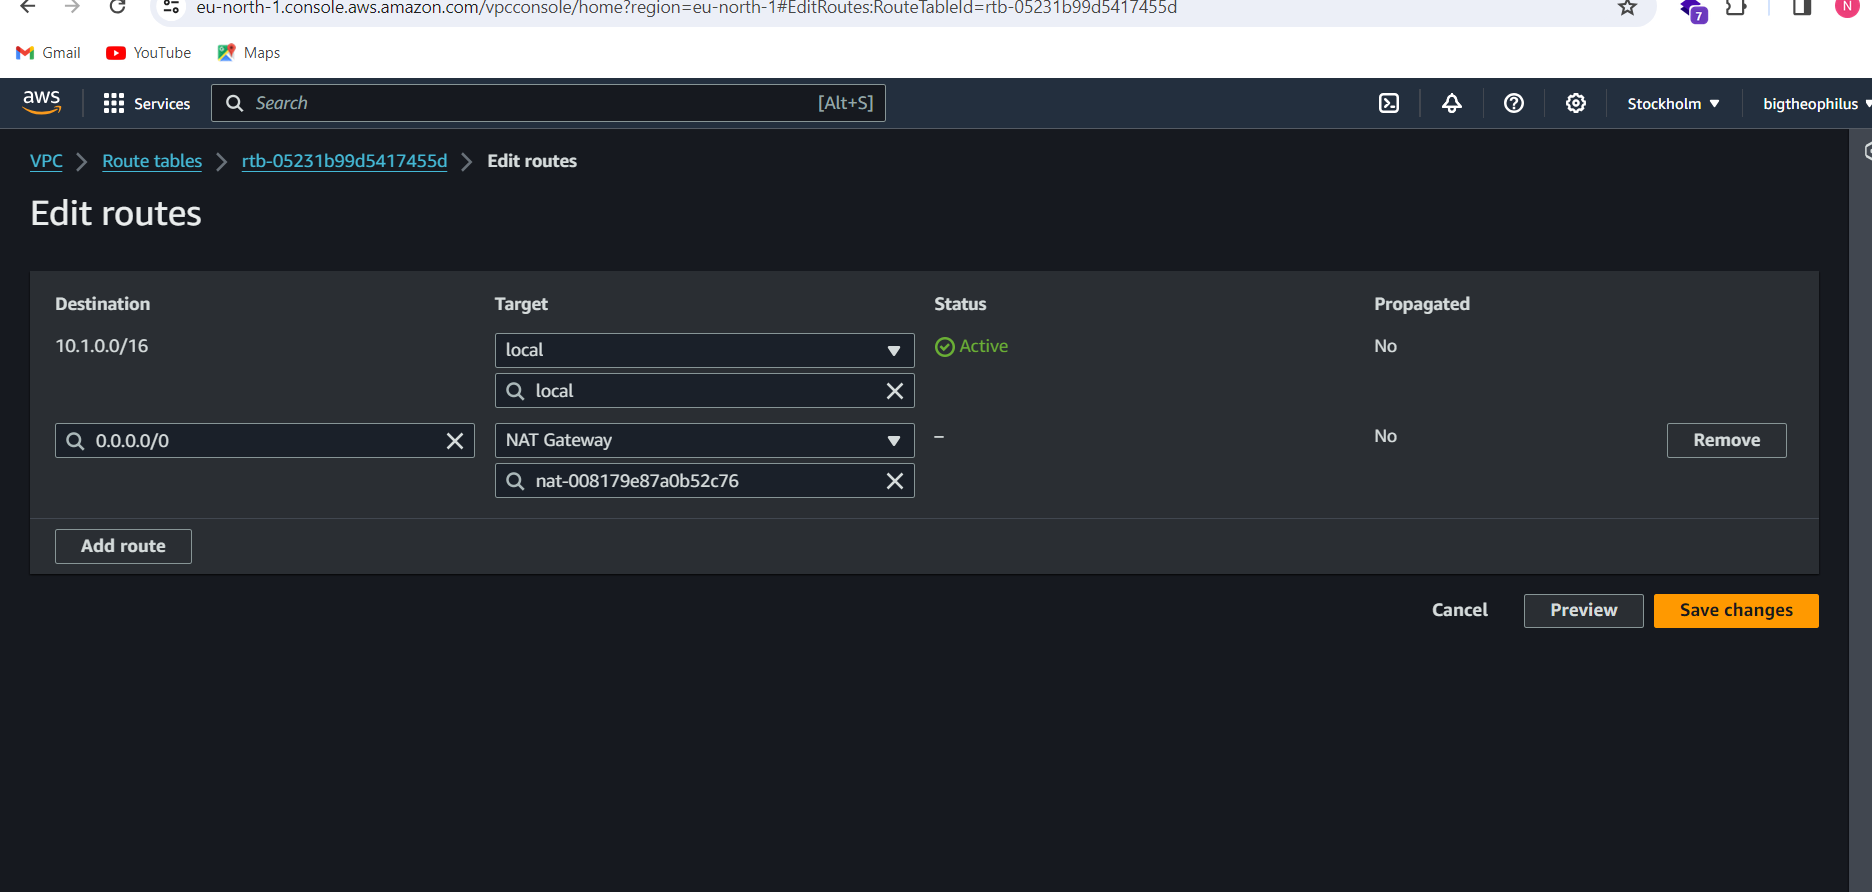 eu-north-1.console.aws.amazon.com/vpcconsole/home?region=eu-north-1#EditRoutes:RouteTableId=rtb-05231b99d5417455d
7
N
Gmail
YouTube
Maps
aws
Services
Search
[Alt+S]
Stockholm
bigtheophilus
VPC
Route tables
rtb-05231b99d5417455d
Edit routes
Edit routes
Destination
Target
Status
Propagated
10.1.0.0/16
local
Active
No
local
0.0.0.0/0
NAT Gateway
–
No
Remove
nat-008179e87a0b52c76
Add route
Cancel
Preview
Save changes